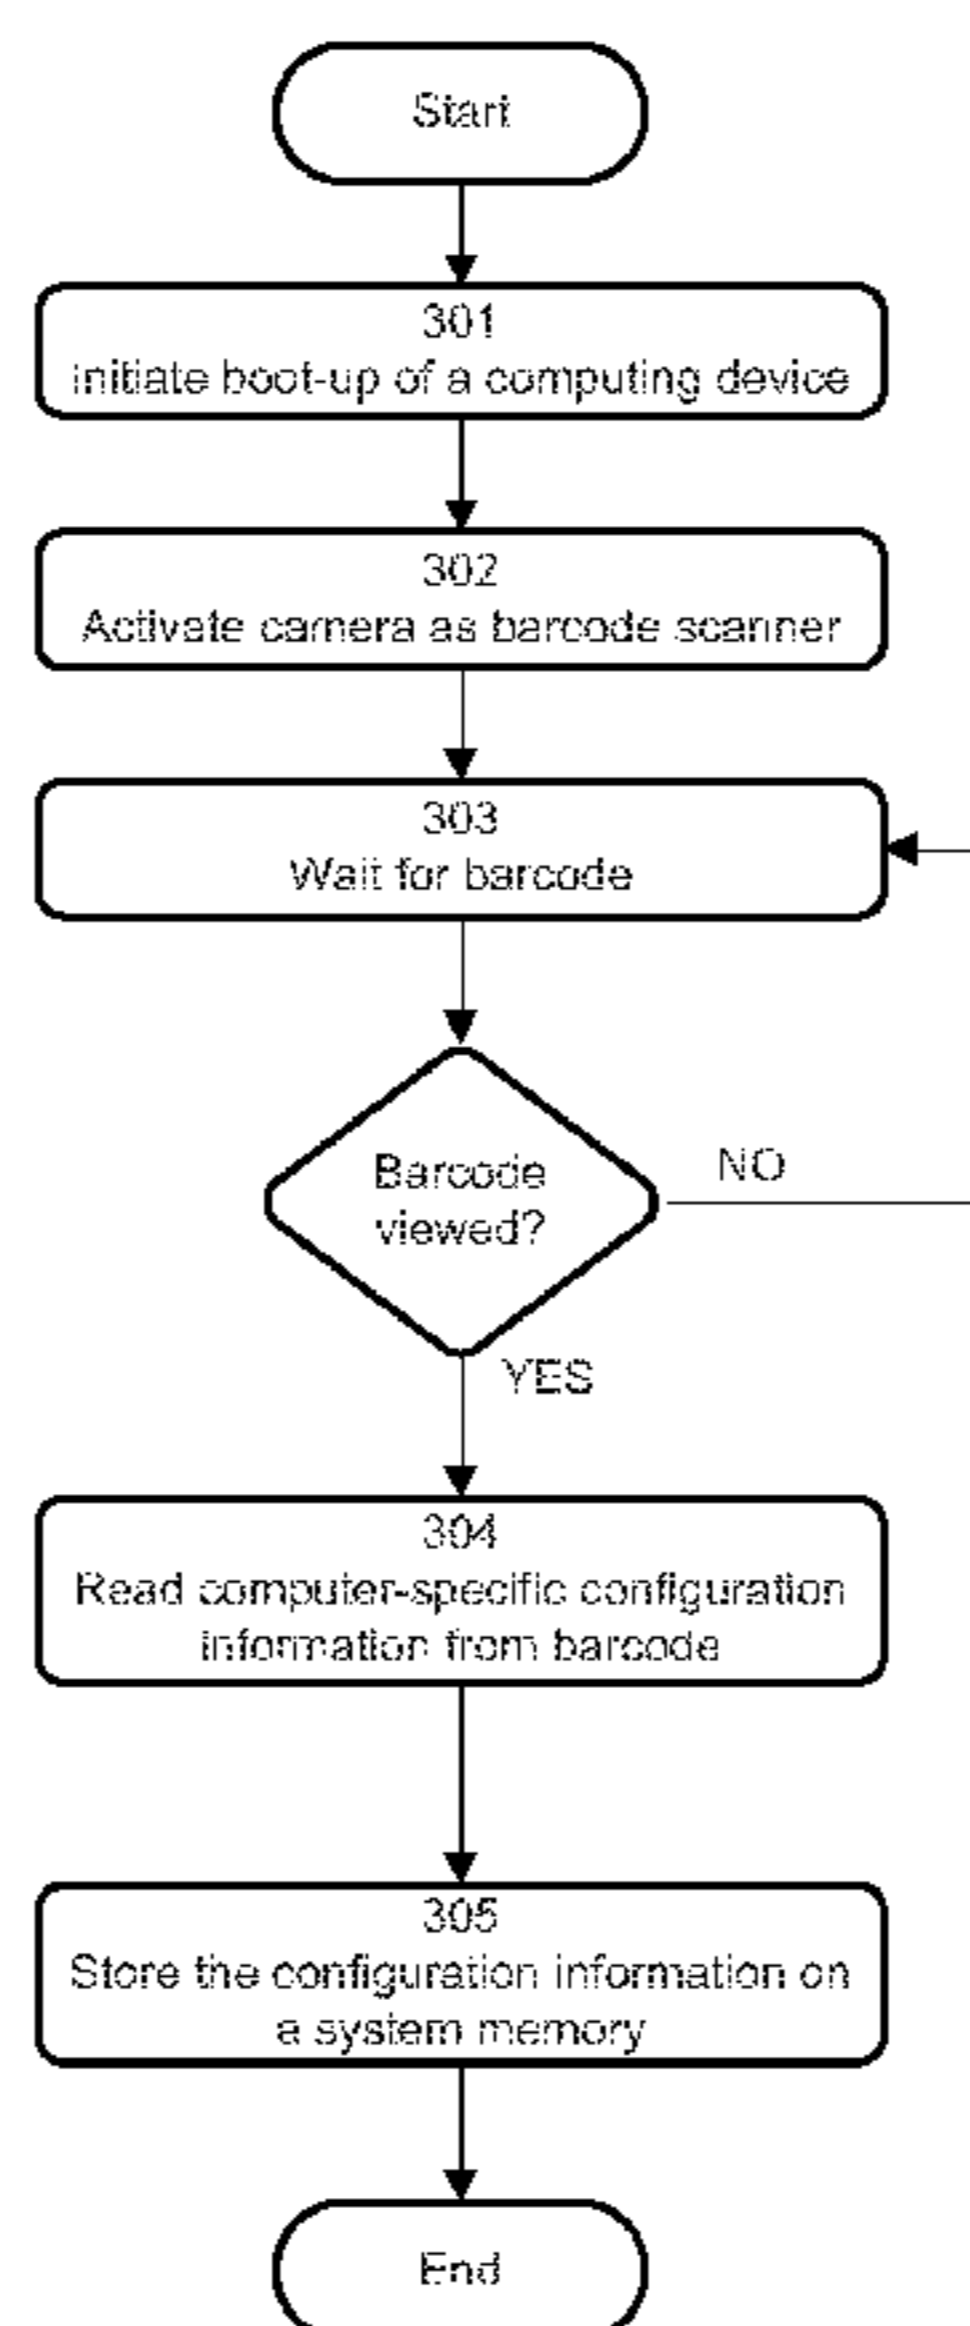 Start
301
Initiate boot-up of a computing device
302
Activate camera as barcode scanner
303
Wait for barcode
Barcode
viewed?
NO
YES
304
Read computer-specific configuration
information from barcode
305
Store the configuration information on
a system memory
End